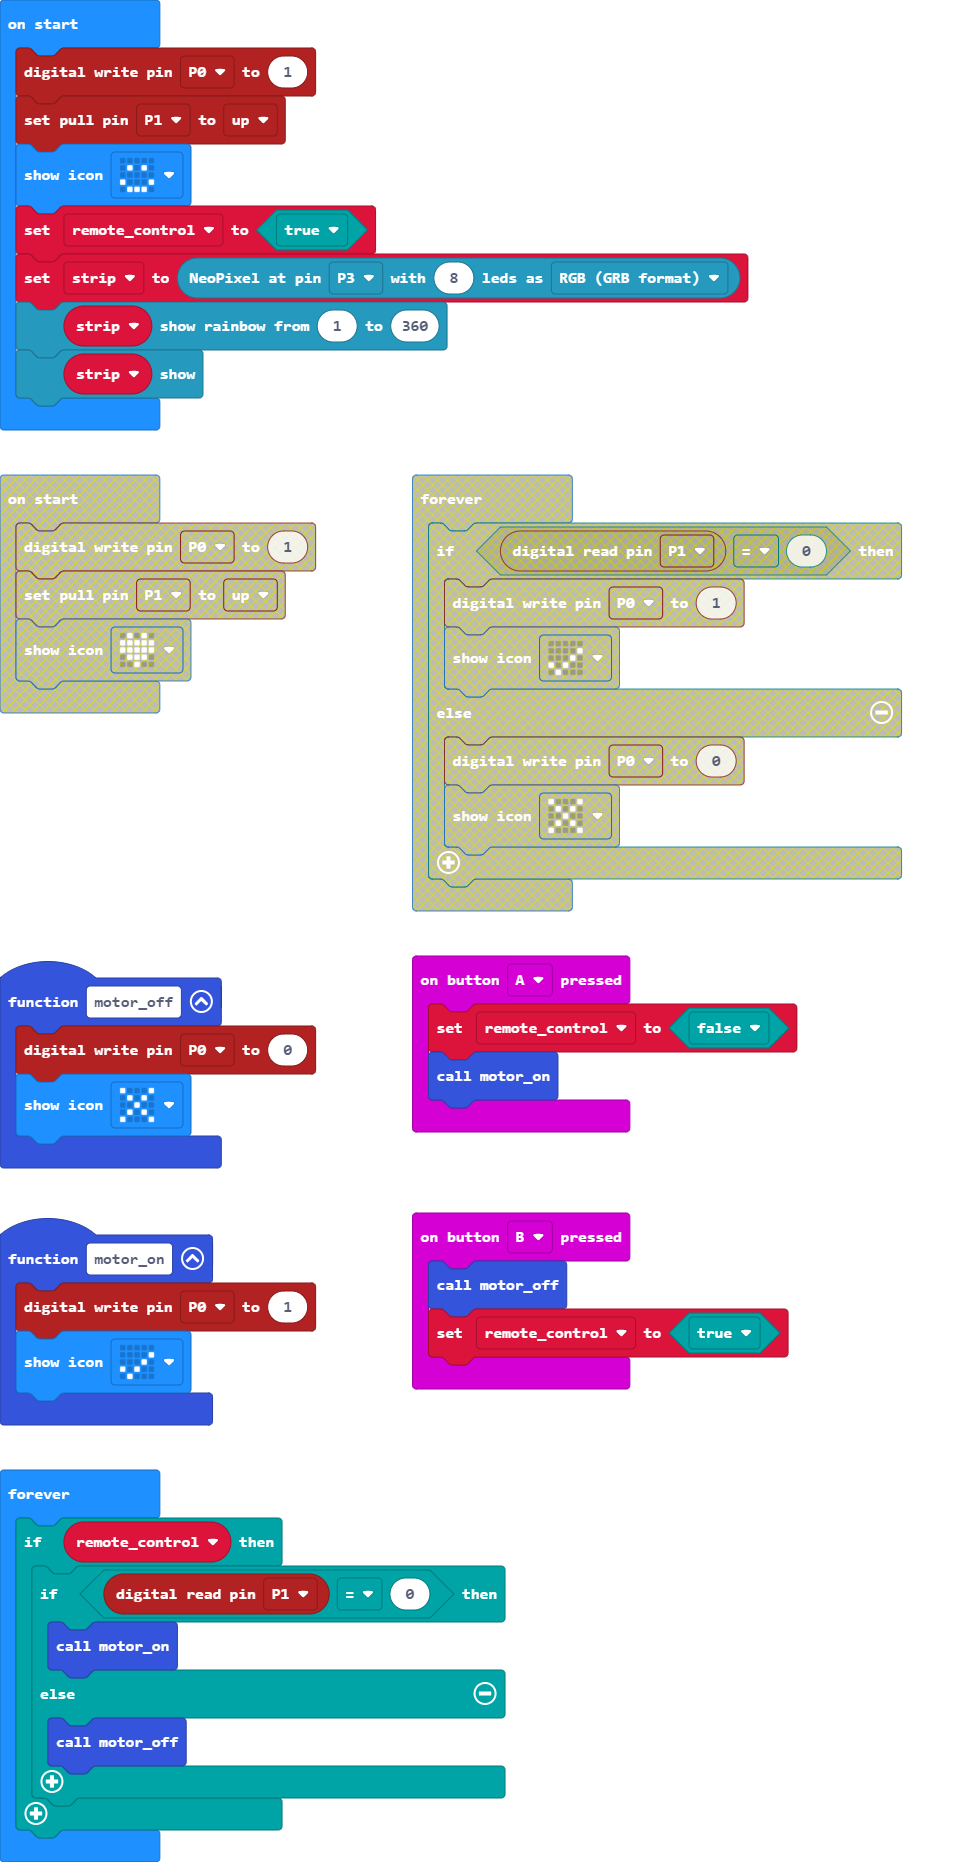 on start
digital write pin P0 to 1
set pull pin P1 to up
show icon
set remote_control to true
set strip to NeoPixel at pin P3 with 8 leds as RGB (GRB format)
strip show rainbow from 1 to 360
strip show
on start
digital write pin P0 to 1
set pull pin P1 to up
show icon
forever
if digital read pin P1 = 0 then
digital write pin P0 to 1
show icon
else
digital write pin P0 to 0
show icon
function motor_off
digital write pin P0 to 0
show icon
on button A pressed
set remote_control to false
call motor_on
function motor_on
digital write pin P0 to 1
show icon
on button B pressed
call motor_off
set remote_control to true
forever
if remote_control then
if digital read pin P1 = 0 then
call motor_on
else
call motor_off